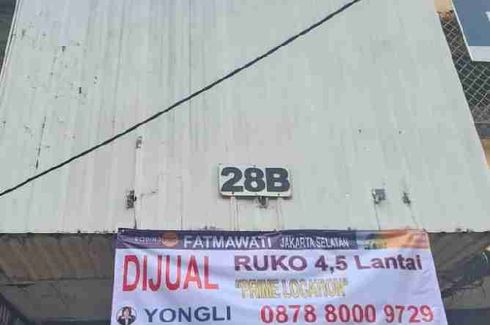 28B
FATMAWATI JAKARTA SELATAN
DIJUAL RUKO 4,5 Lantai
"PRIME LOCATION"
YONGLI 0878 8000 9729